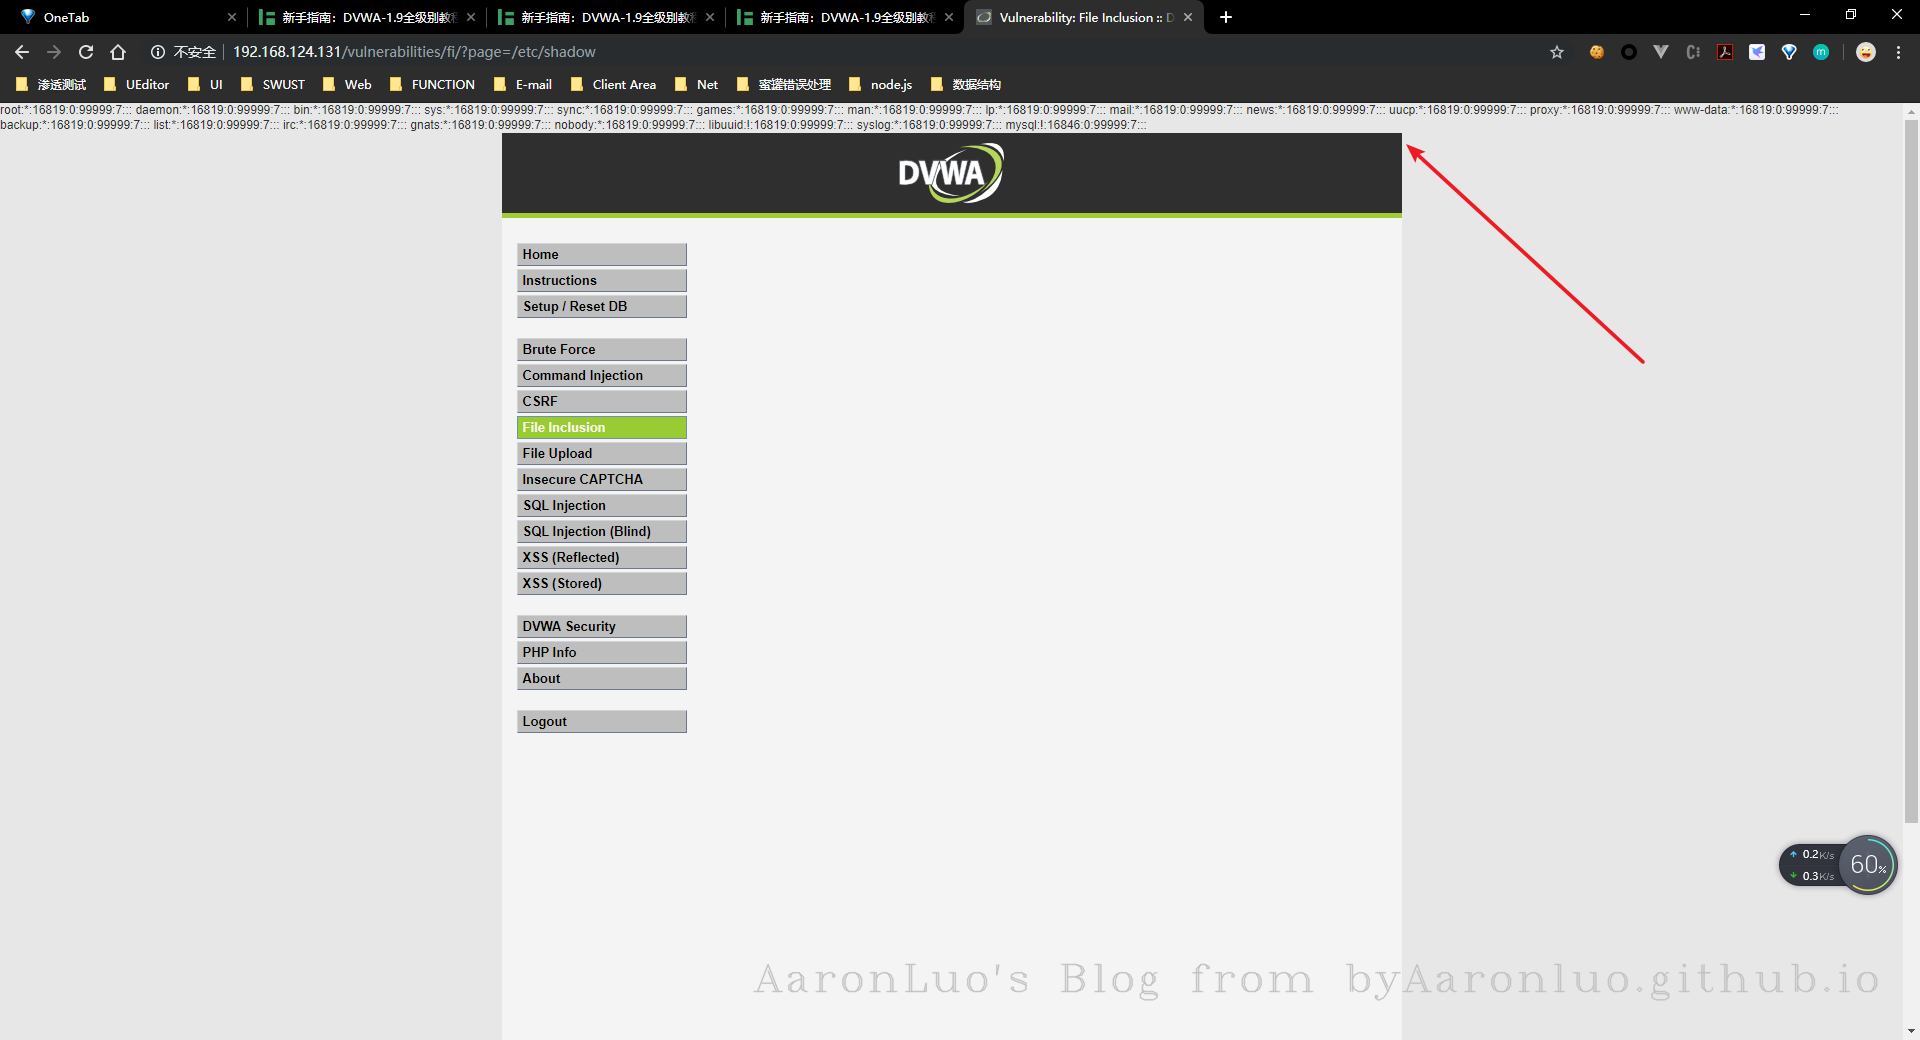 OneTab
新手指南：DVWA-1.9全级别教程
新手指南：DVWA-1.9全级别教程
新手指南：DVWA-1.9全级别教程
Vulnerability: File Inclusion :: D
不安全 192.168.124.131/vulnerabilities/fi/?page=/etc/shadow
渗透测试 UEditor UI SWUST Web FUNCTION E-mail Client Area Net 蜜罐错误处理 node.js 数据结构
root:*:16819:0:99999:7::: daemon:*:16819:0:99999:7::: bin:*:16819:0:99999:7::: sys:*:16819:0:99999:7::: sync:*:16819:0:99999:7::: games:*:16819:0:99999:7::: man:*:16819:0:99999:7::: lp:*:16819:0:99999:7::: mail:*:16819:0:99999:7::: news:*:16819:0:99999:7::: uucp:*:16819:0:99999:7::: proxy:*:16819:0:99999:7::: www-data:*:16819:0:99999:7:::
backup:*:16819:0:99999:7::: list:*:16819:0:99999:7::: irc:*:16819:0:99999:7::: gnats:*:16819:0:99999:7::: nobody:*:16819:0:99999:7::: libuuid:!:16819:0:99999:7::: syslog:*:16819:0:99999:7::: mysql:!:16846:0:99999:7:::
DVWA
Home
Instructions
Setup / Reset DB
Brute Force
Command Injection
CSRF
File Inclusion
File Upload
Insecure CAPTCHA
SQL Injection
SQL Injection (Blind)
XSS (Reflected)
XSS (Stored)
DVWA Security
PHP Info
About
Logout
0.2K/s
0.3K/s
60%
AaronLuo's Blog from byAaronluo.github.io